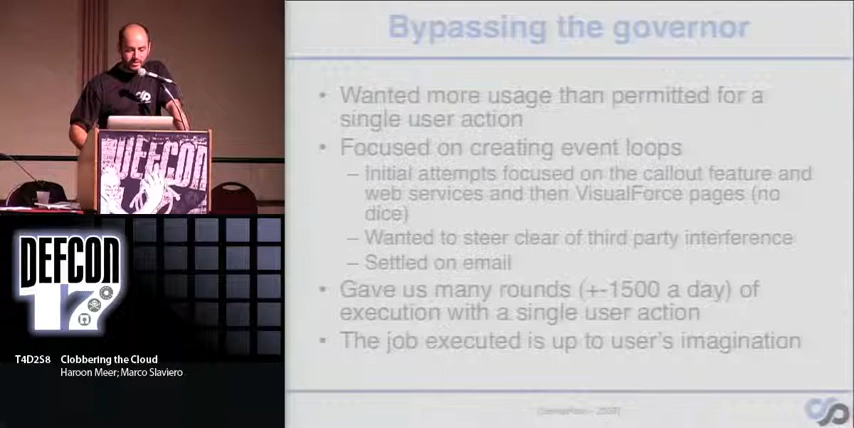 Bypassing the governor
• Wanted more usage than permitted for a
single user action
• Focused on creating event loops
– Initial attempts focused on the callout feature and
web services and then VisualForce pages (no
dice)
– Wanted to steer clear of third party interference
– Settled on email
• Gave us many rounds (+-1500 a day) of
execution with a single user action
• The job executed is up to user's imagination
DEFCON
DEFCON
17
T4D2S8 Clobbering the Cloud
Haroon Meer; Marco Slaviero